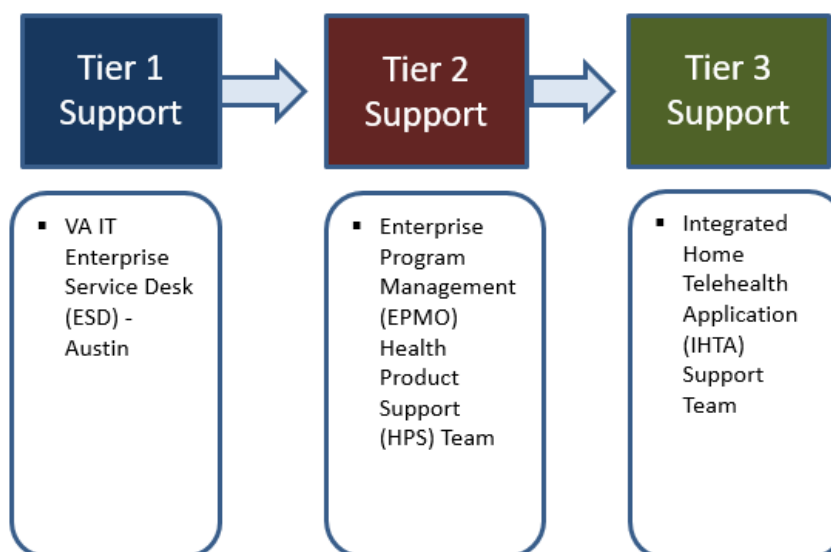 Tier 1
Support
Tier 2
Support
Tier 3
Support
▪ VA IT
Enterprise
Service Desk
(ESD) -
Austin
▪ Enterprise
Program
Management
(EPMO)
Health
Product
Support
(HPS) Team
▪ Integrated
Home
Telehealth
Application
(IHTA)
Support
Team